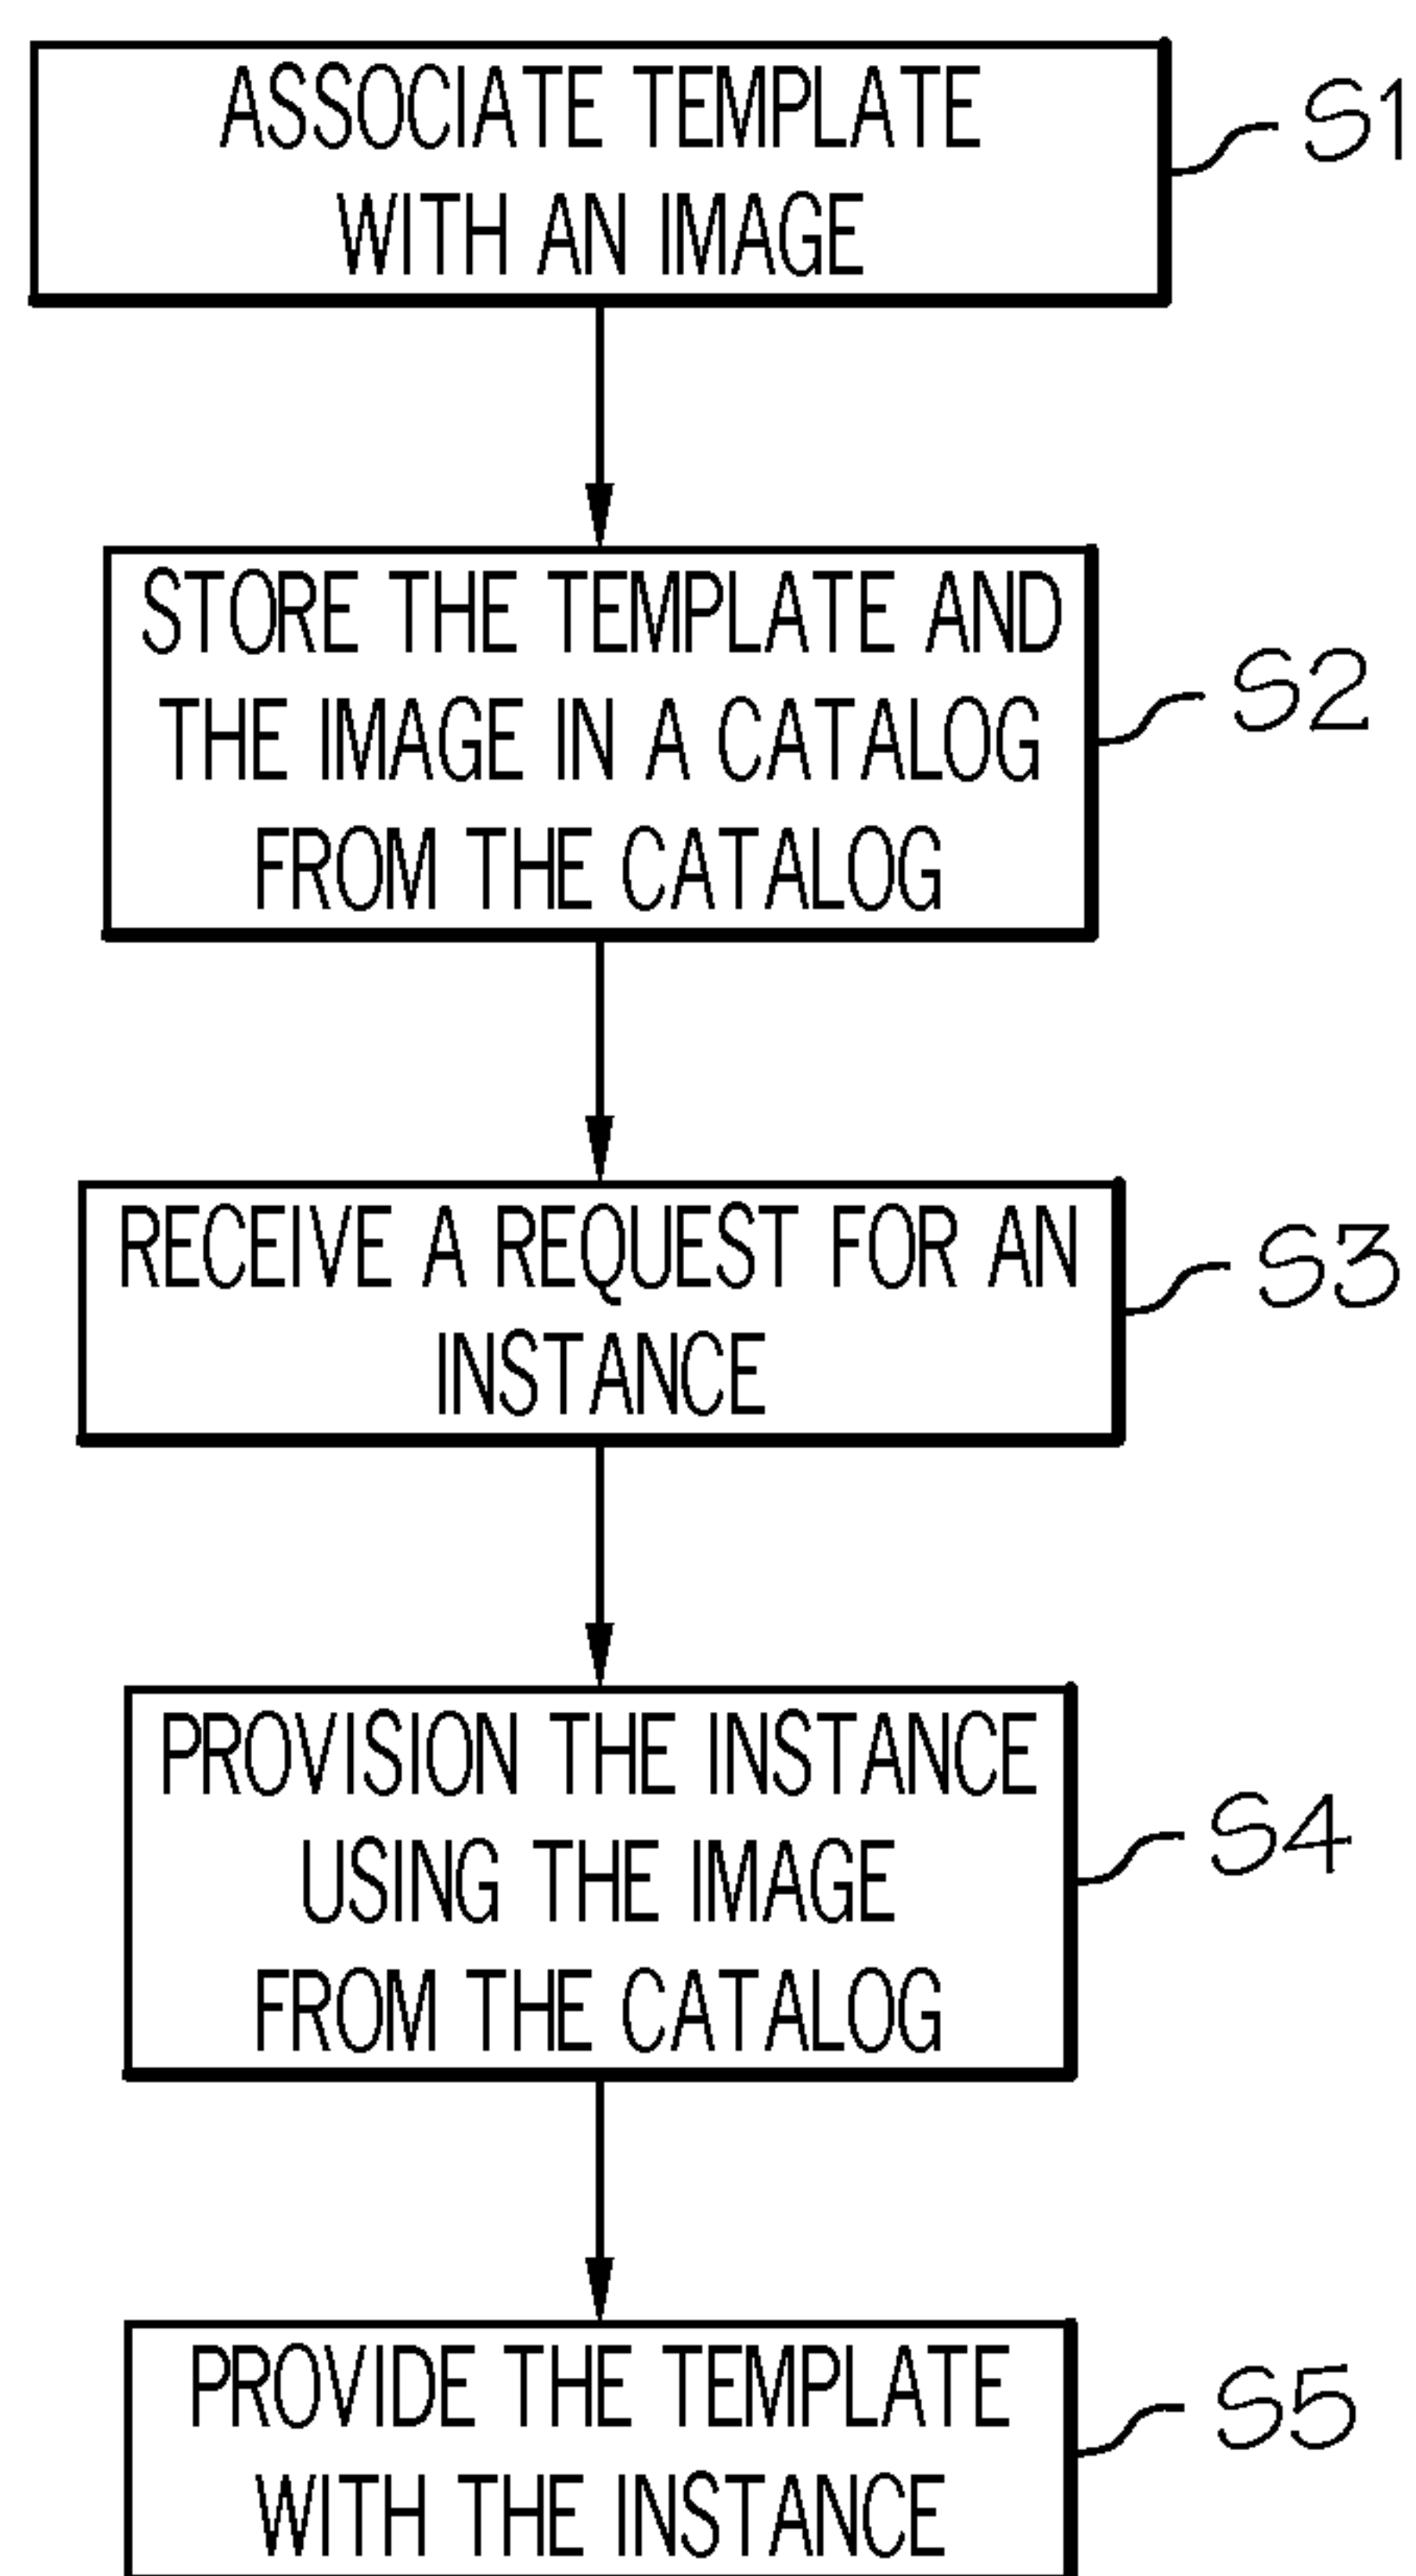 ASSOCIATE TEMPLATE
WITH AN IMAGE
S1
STORE THE TEMPLATE AND
THE IMAGE IN A CATALOG
FROM THE CATALOG
S2
RECEIVE A REQUEST FOR AN
INSTANCE
S3
PROVISION THE INSTANCE
USING THE IMAGE
FROM THE CATALOG
S4
PROVIDE THE TEMPLATE
WITH THE INSTANCE
S5